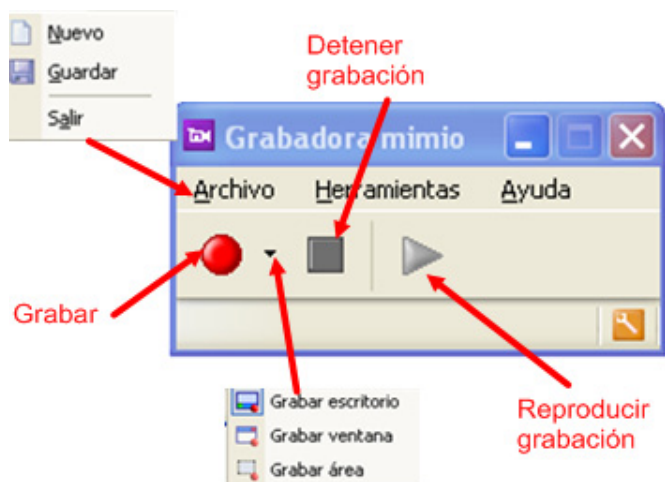 Nuevo
Guardar
Salir
Detener
grabación
Grabadora mimio
Archivo Herramientas Ayuda
Grabar
Grabar escritorio
Grabar ventana
Grabar área
Reproducir
grabación